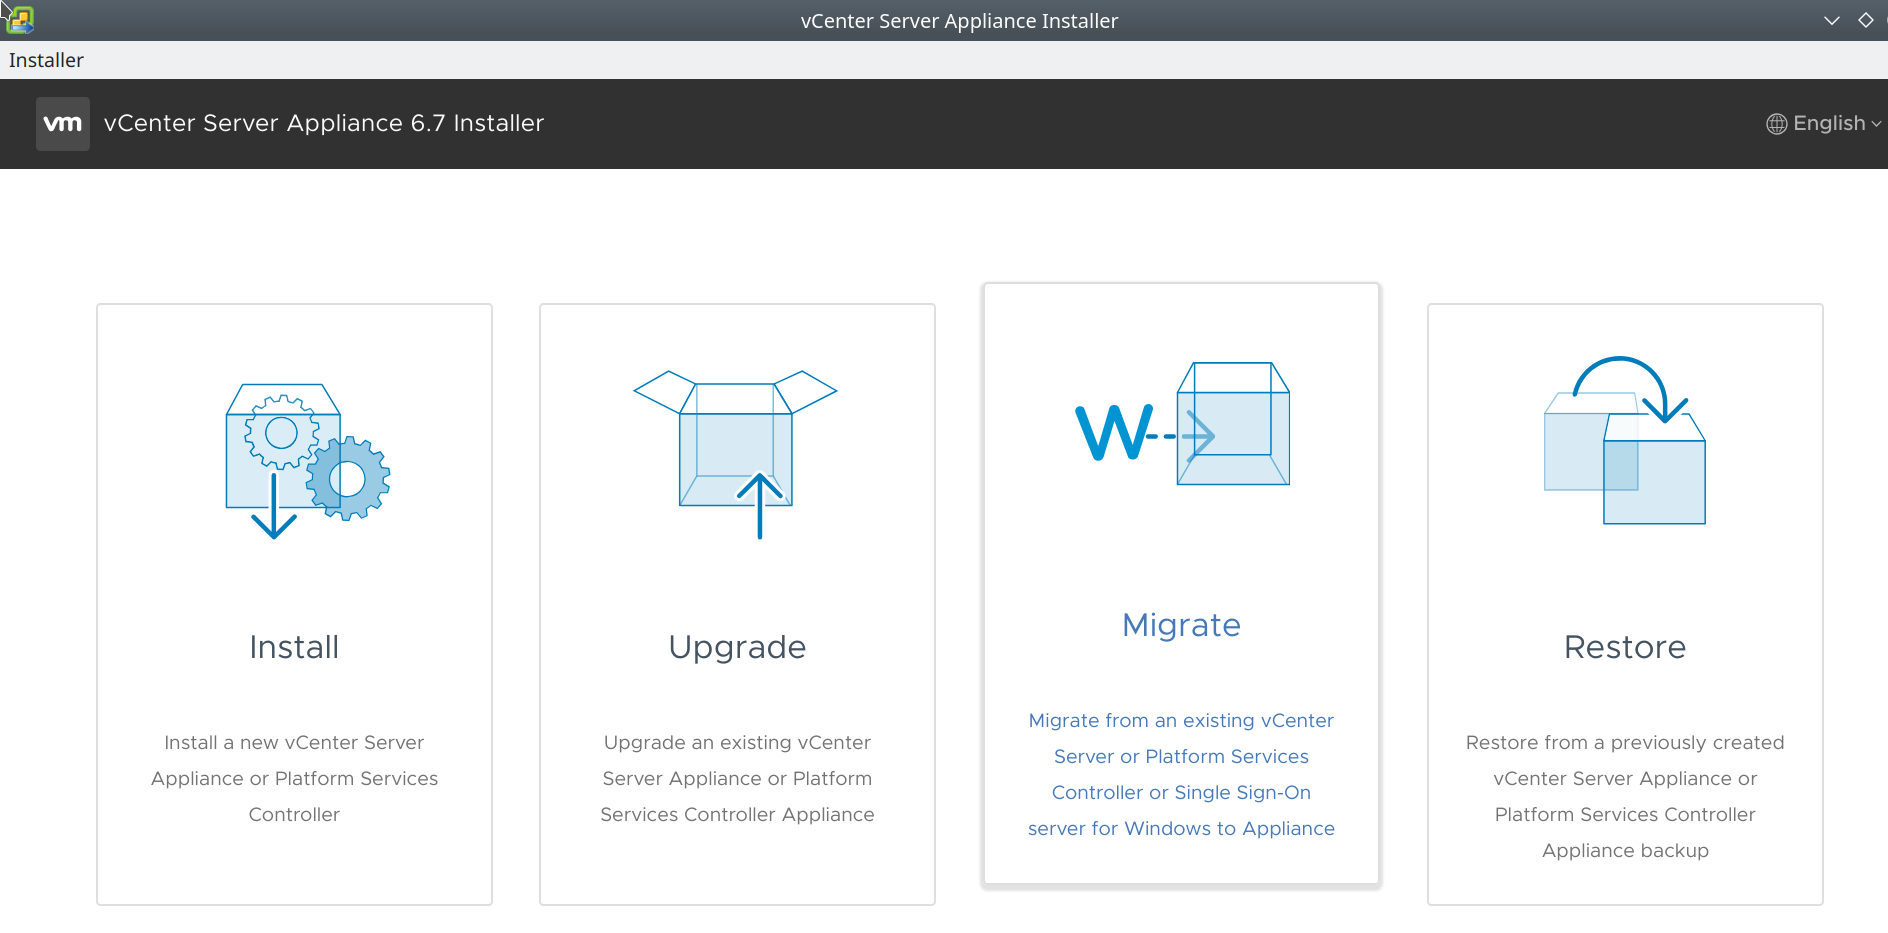 vCenter Server Appliance Installer
Installer
vm
vCenter Server Appliance 6.7 Installer
English
Install
Install a new vCenter Server
Appliance or Platform Services
Controller
Upgrade
Upgrade an existing vCenter
Server Appliance or Platform
Services Controller Appliance
W
Migrate
Migrate from an existing vCenter
Server or Platform Services
Controller or Single Sign-On
server for Windows to Appliance
Restore
Restore from a previously created
vCenter Server Appliance or
Platform Services Controller
Appliance backup